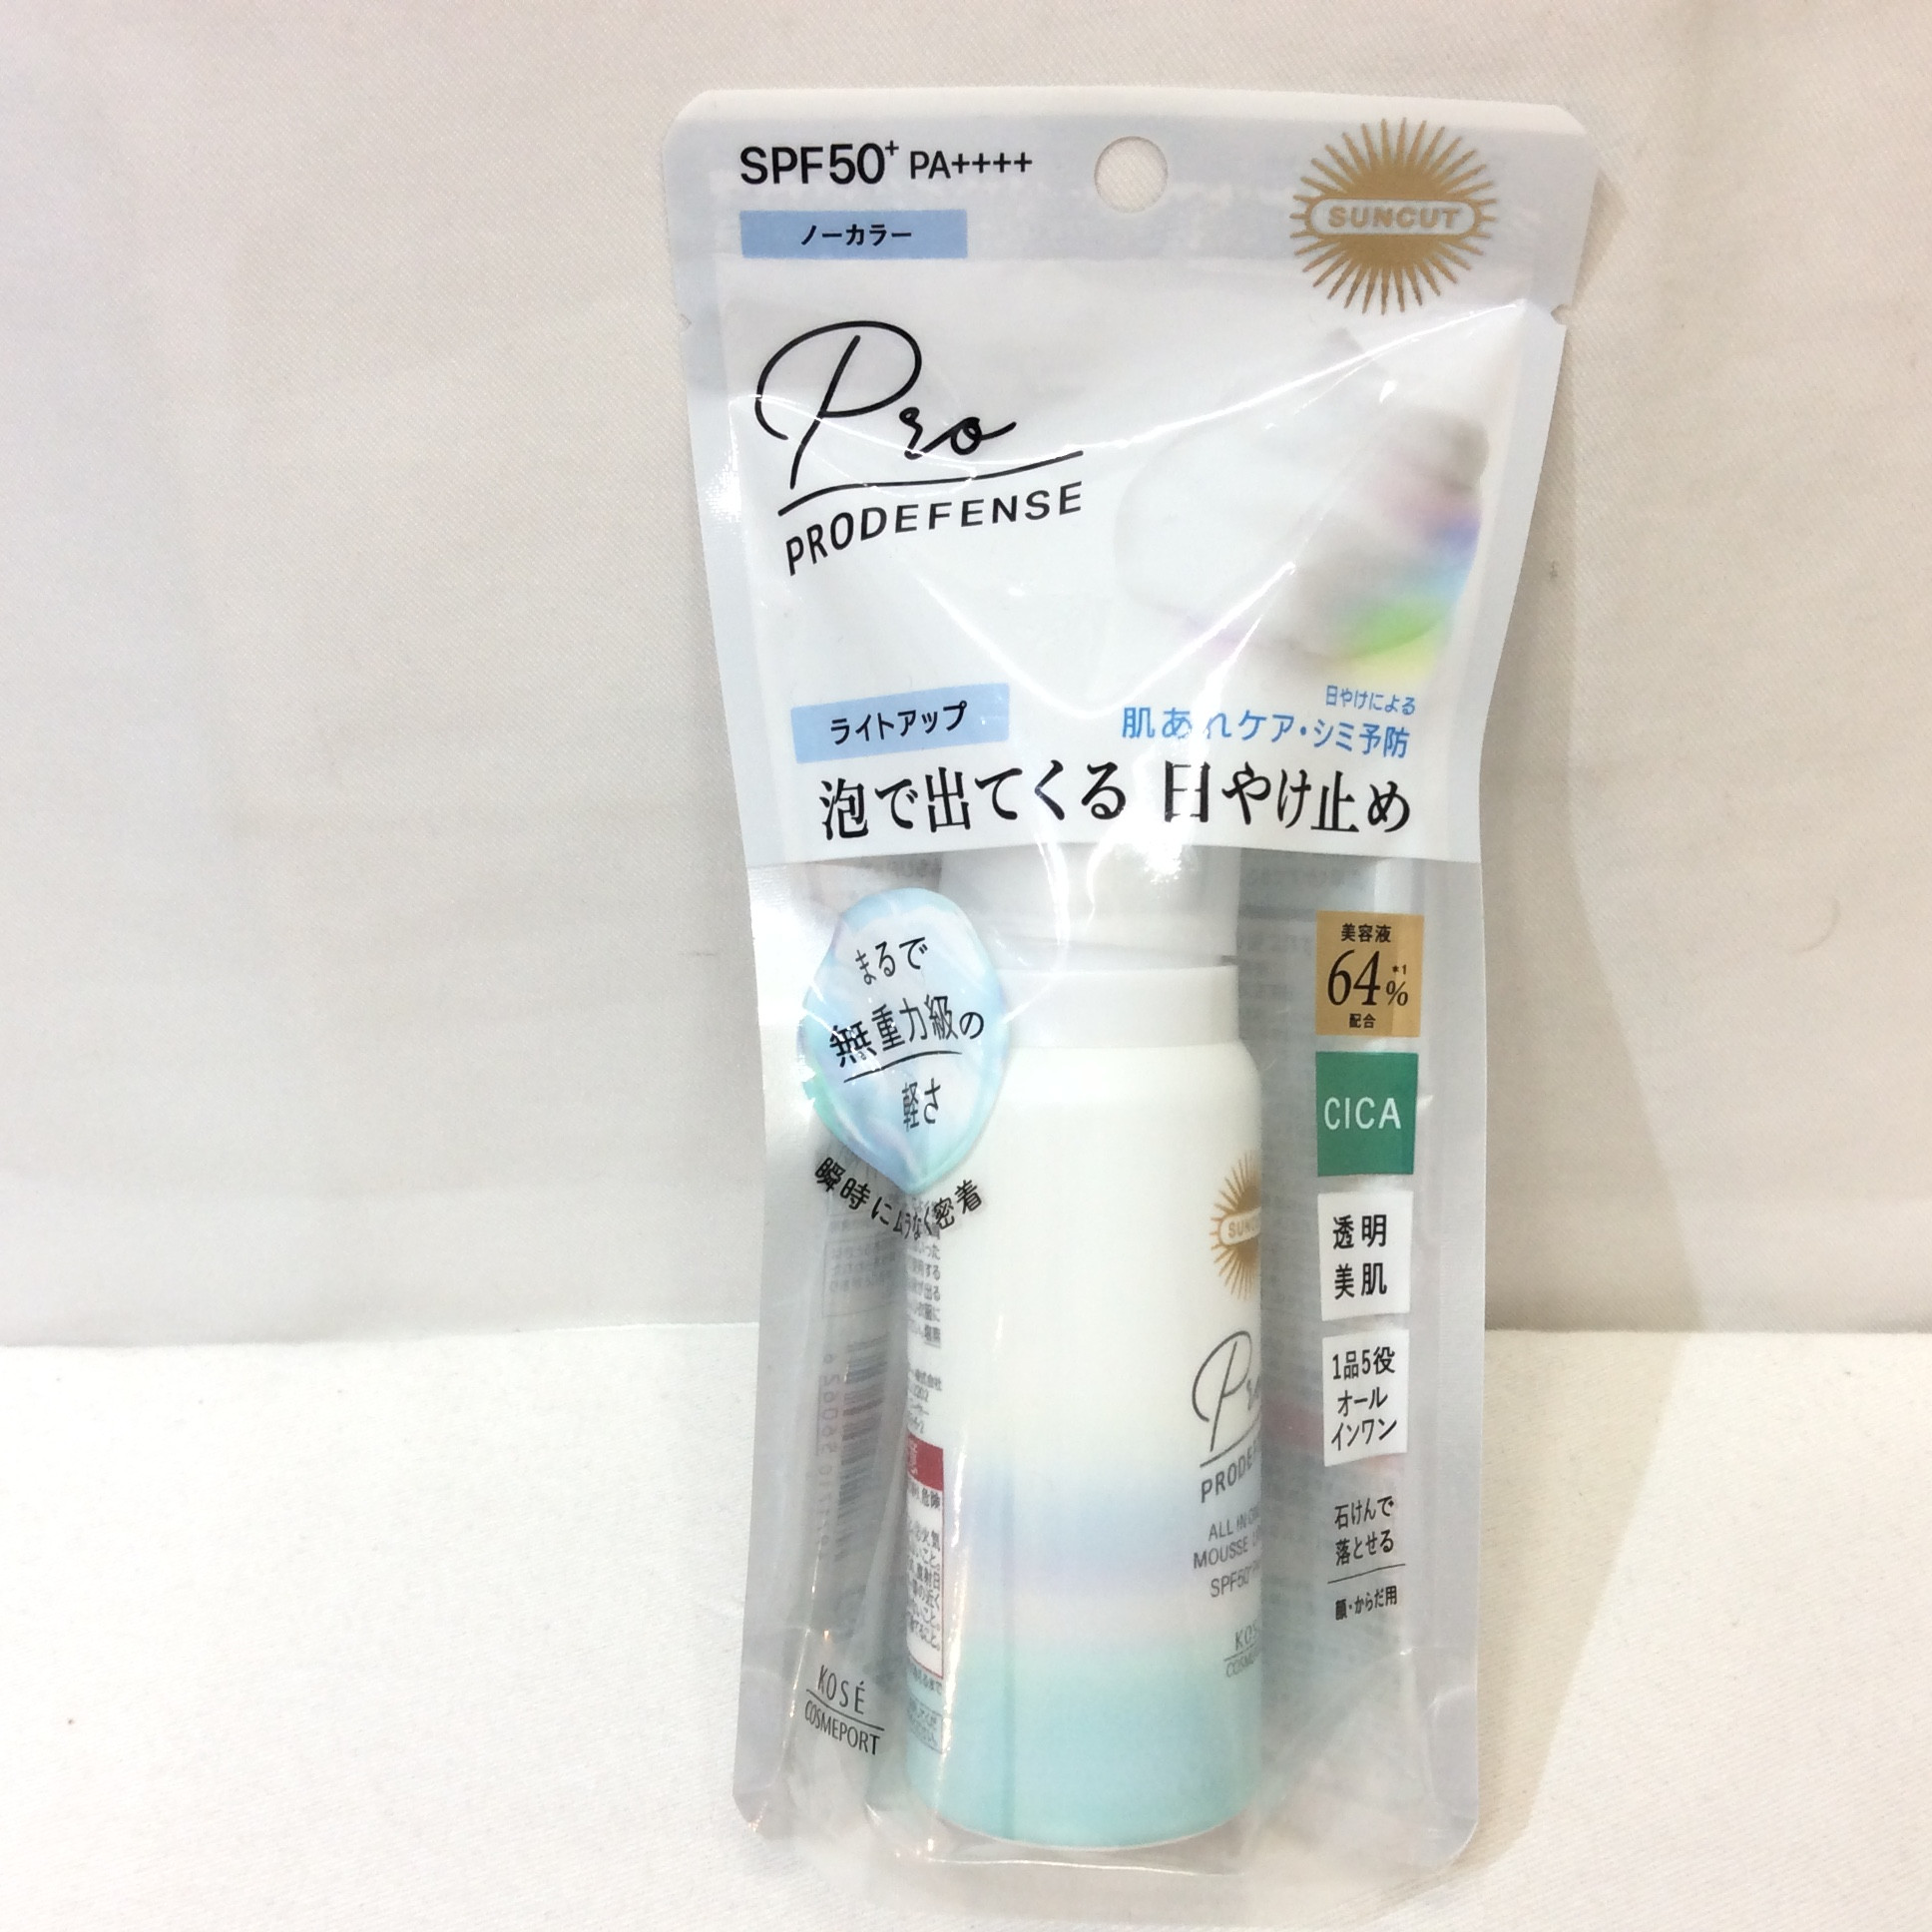 SPF50+ PA++++
SUNCUT
ノーカラー
Pro
PRODEFENSE
ライトアップ
日やけによる
肌あれケア・シミ予防
泡で出てくる 日やけ止め
まるで
無重力級の
軽さ
瞬時にムラなく密着
美容液
64%*1
配合
CICA
透明
美肌
1品5役
オール
インワン
石けんで
落とせる
顔・からだ用
PRODEF
ALL IN
MOUSSE
SPF50+
KOSÉ
COSMEPORT